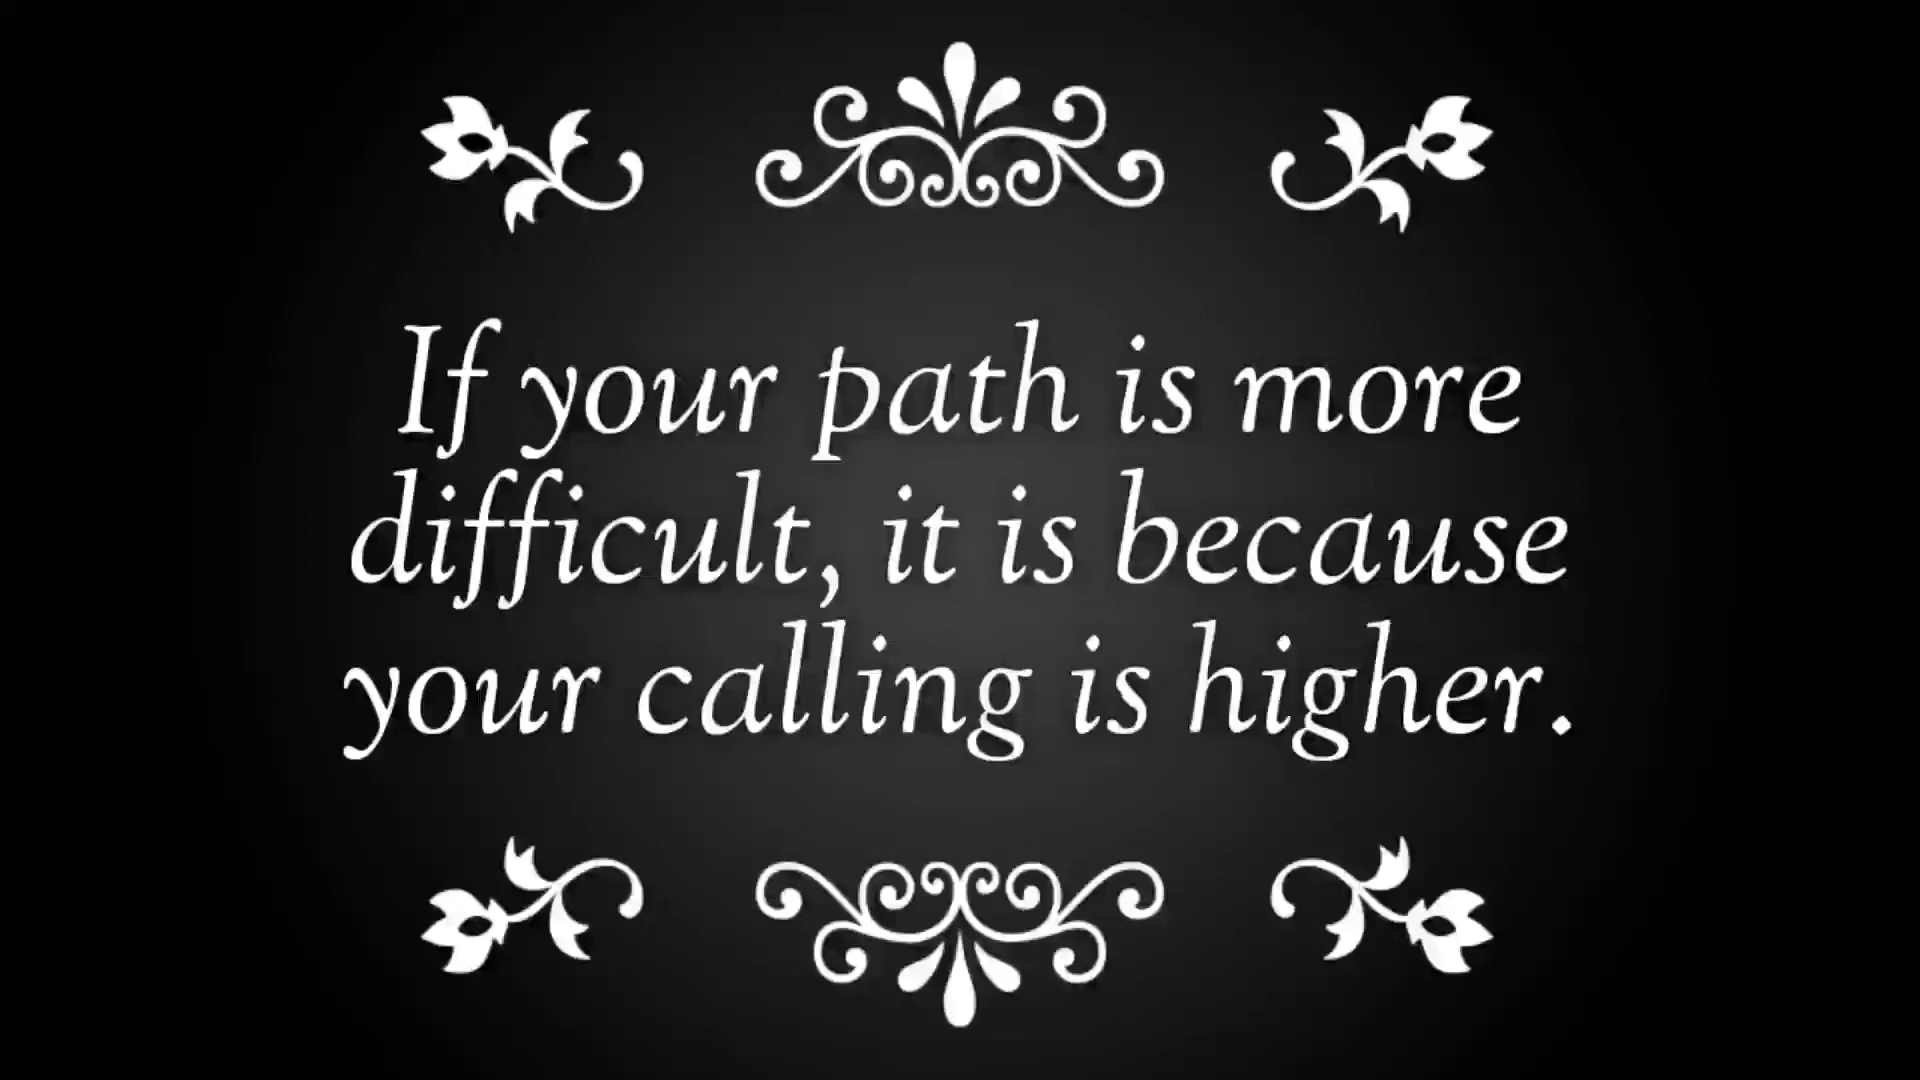 If your path is more
difficult, it is because
your calling is higher.